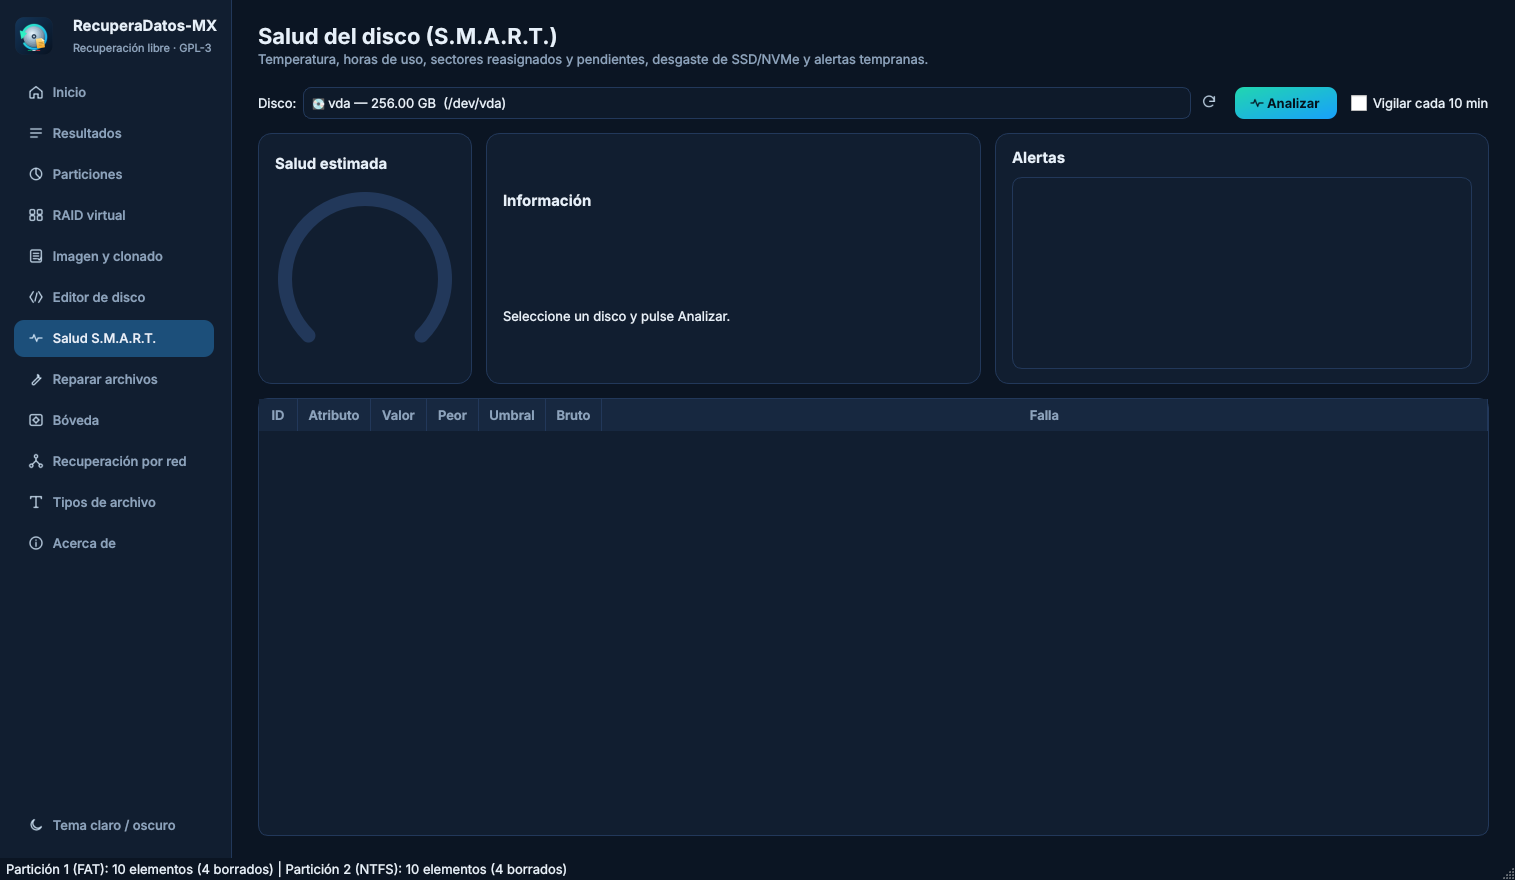 RecuperaDatos-MX
Recuperación libre · GPL-3
Inicio
Resultados
Particiones
RAID virtual
Imagen y clonado
Editor de disco
Salud S.M.A.R.T.
Reparar archivos
Bóveda
Recuperación por red
Tipos de archivo
Acerca de
Tema claro / oscuro
Salud del disco (S.M.A.R.T.)
Temperatura, horas de uso, sectores reasignados y pendientes, desgaste de SSD/NVMe y alertas tempranas.
Disco: vda — 256.00 GB (/dev/vda) Analizar Vigilar cada 10 min
Salud estimada
Información
Seleccione un disco y pulse Analizar.
Alertas
ID Atributo Valor Peor Umbral Bruto Falla
Partición 1 (FAT): 10 elementos (4 borrados) | Partición 2 (NTFS): 10 elementos (4 borrados)